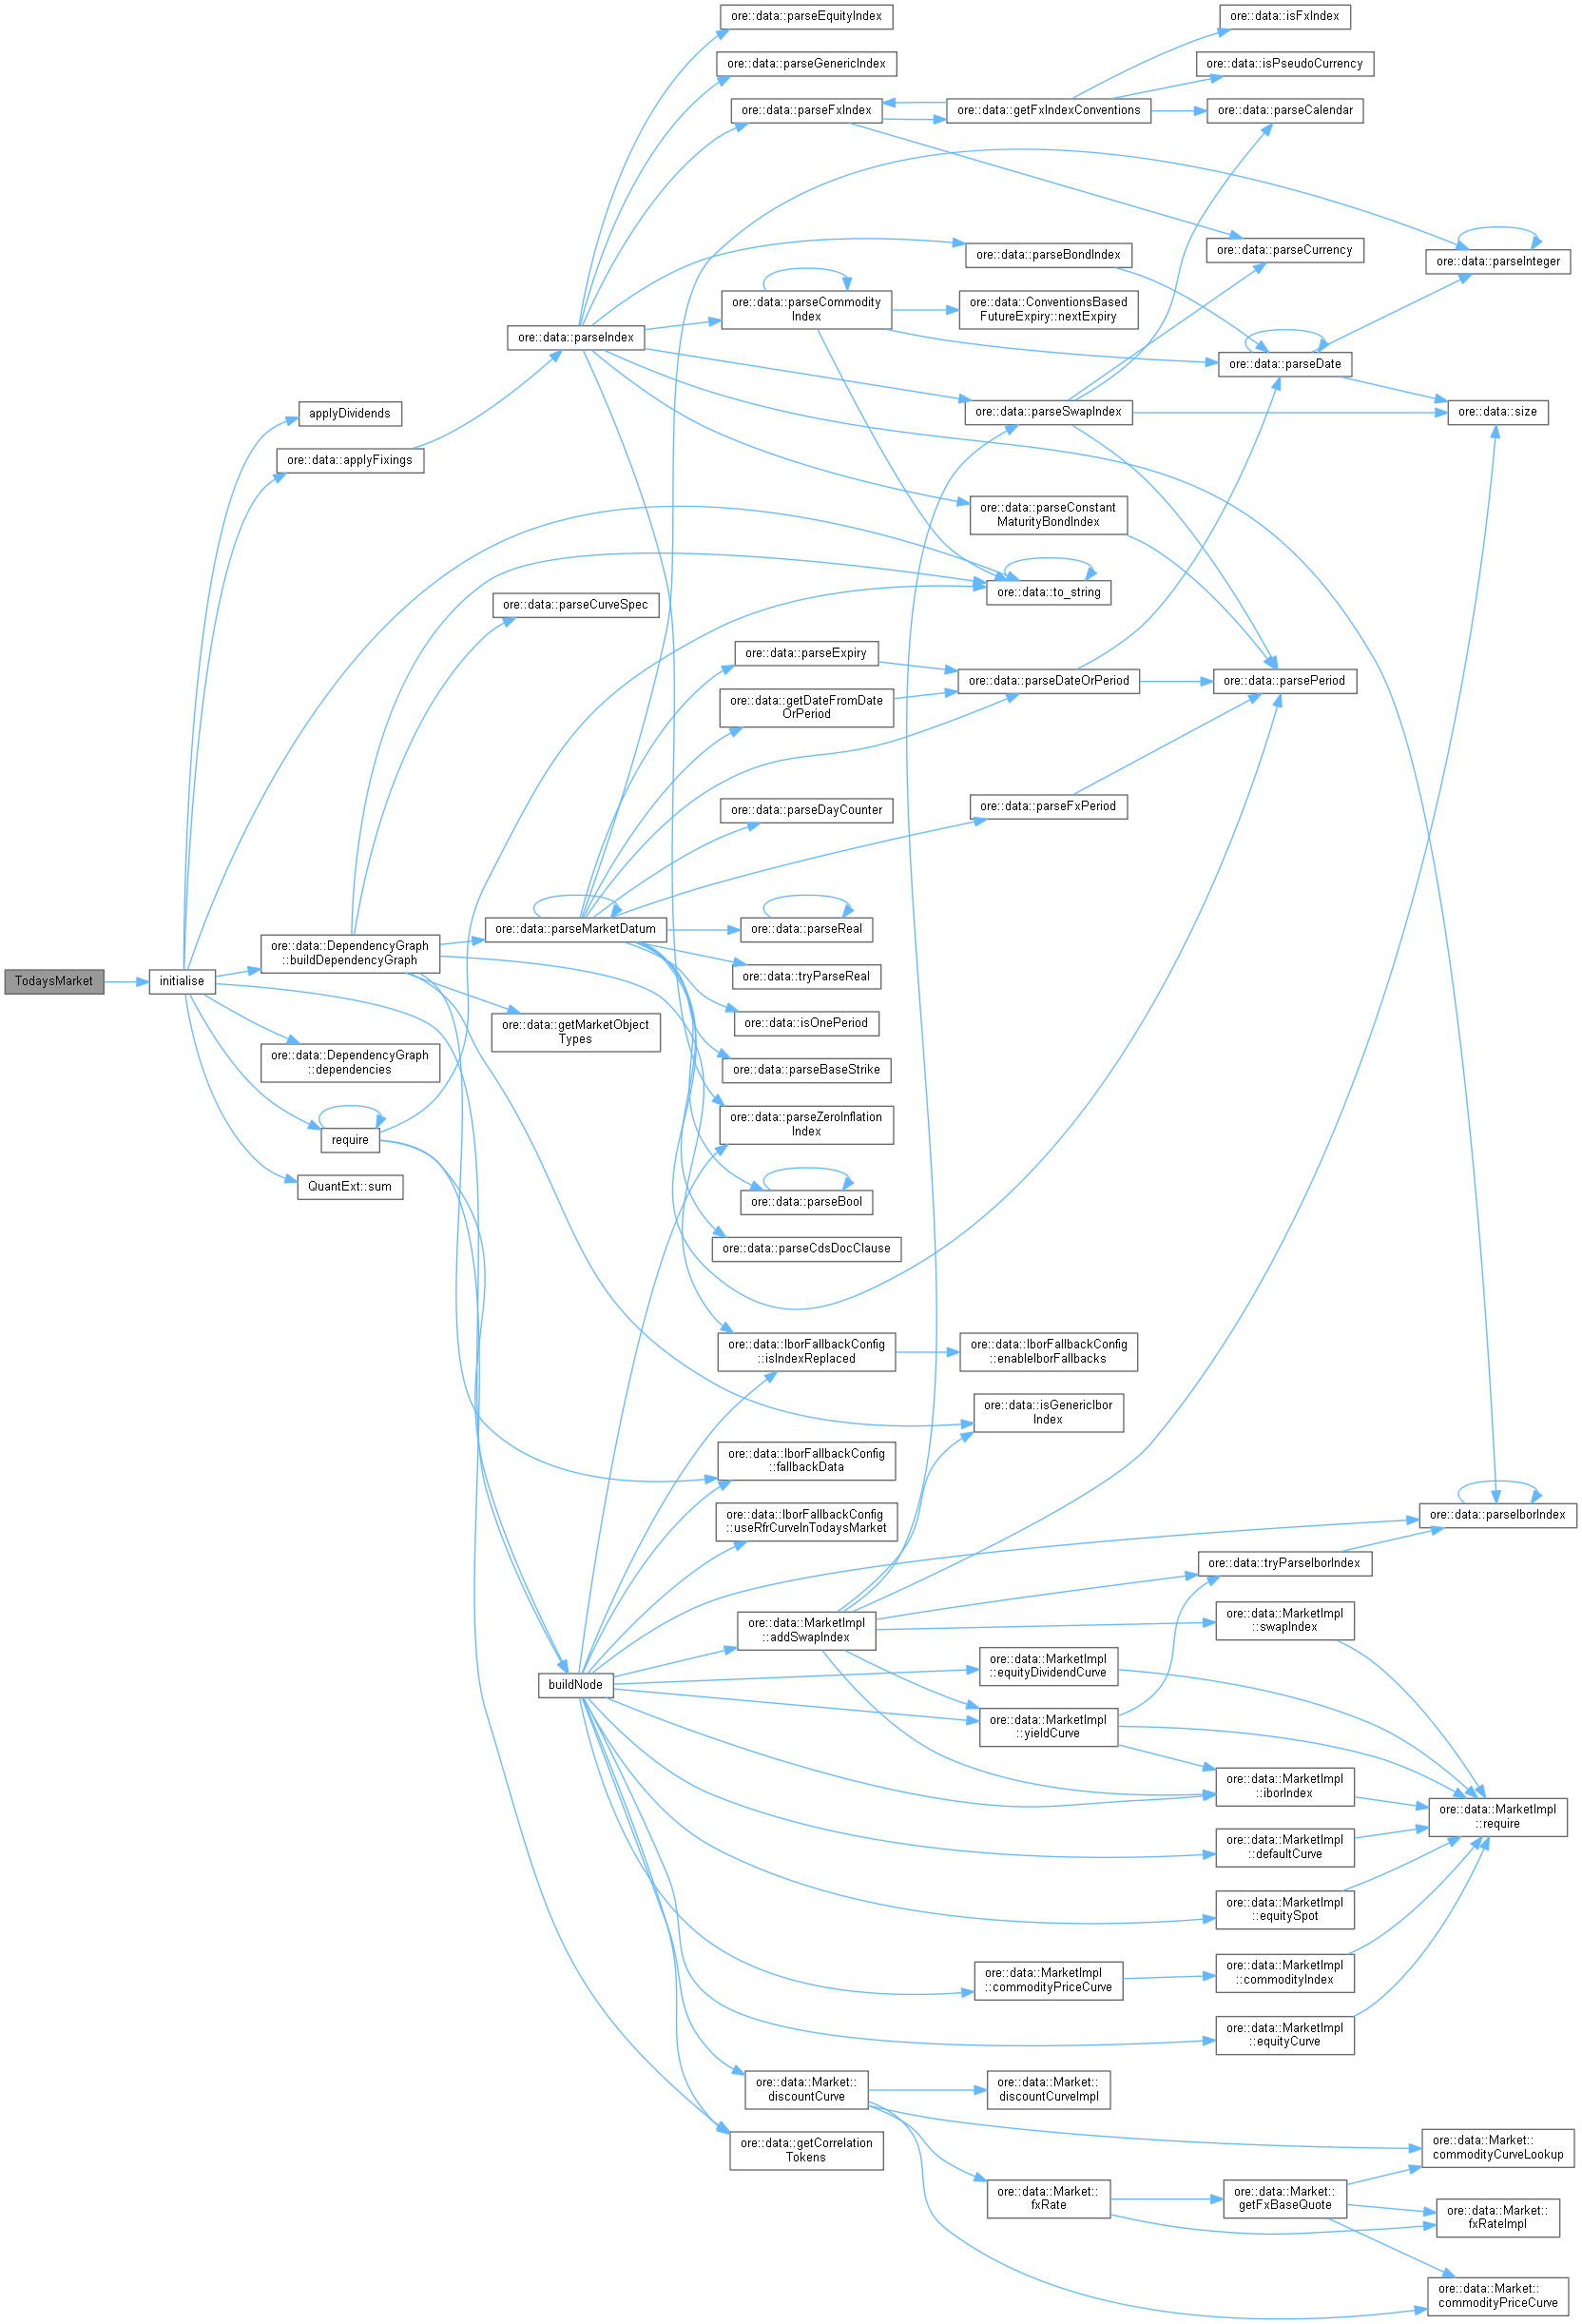 ore::data::parseEquityIndex
ore::data::isFxIndex
ore::data::parseGenericIndex
ore::data::isPseudoCurrency
ore::data::parseFxIndex
ore::data::getFxIndexConventions
ore::data::parseCalendar
ore::data::parseBondIndex
ore::data::parseCurrency
ore::data::parseInteger
ore::data::parseCommodity
Index
ore::data::ConventionsBased
FutureExpiry::nextExpiry
ore::data::parseIndex
ore::data::parseDate
applyDividends
ore::data::parseSwapIndex
ore::data::size
ore::data::applyFixings
ore::data::parseConstant
MaturityBondIndex
ore::data::to_string
ore::data::parseCurveSpec
ore::data::parseExpiry
ore::data::parseDateOrPeriod
ore::data::parsePeriod
ore::data::getDateFromDate
OrPeriod
ore::data::parseDayCounter
ore::data::parseFxPeriod
ore::data::parseMarketDatum
ore::data::parseReal
ore::data::DependencyGraph
::buildDependencyGraph
ore::data::tryParseReal
TodaysMarket
initialise
ore::data::getMarketObject
Types
ore::data::isOnePeriod
ore::data::DependencyGraph
::dependencies
ore::data::parseBaseStrike
require
ore::data::parseZeroInflation
Index
QuantExt::sum
ore::data::parseBool
ore::data::parseCdsDocClause
ore::data::IborFallbackConfig
::isIndexReplaced
ore::data::IborFallbackConfig
::enableIborFallbacks
ore::data::isGenericIbor
Index
ore::data::IborFallbackConfig
::fallbackData
ore::data::IborFallbackConfig
::useRfrCurveInTodaysMarket
ore::data::parseIborIndex
ore::data::tryParseIborIndex
ore::data::MarketImpl
::addSwapIndex
ore::data::MarketImpl
::swapIndex
buildNode
ore::data::MarketImpl
::equityDividendCurve
ore::data::MarketImpl
::yieldCurve
ore::data::MarketImpl
::iborIndex
ore::data::MarketImpl
::require
ore::data::MarketImpl
::defaultCurve
ore::data::MarketImpl
::equitySpot
ore::data::MarketImpl
::commodityPriceCurve
ore::data::MarketImpl
::commodityIndex
ore::data::MarketImpl
::equityCurve
ore::data::Market::
discountCurve
ore::data::Market::
discountCurveImpl
ore::data::getCorrelation
Tokens
ore::data::Market::
commodityCurveLookup
ore::data::Market::
fxRate
ore::data::Market::
getFxBaseQuote
ore::data::Market::
fxRateImpl
ore::data::Market::
commodityPriceCurve